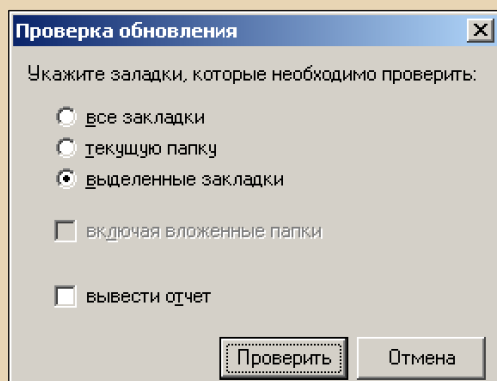 Проверка обновления
Укажите заладки, которые необходимо проверить:
все закладки
текущую папку
выделенные закладки
включая вложенные папки
вывести отчет
Проверить Отмена